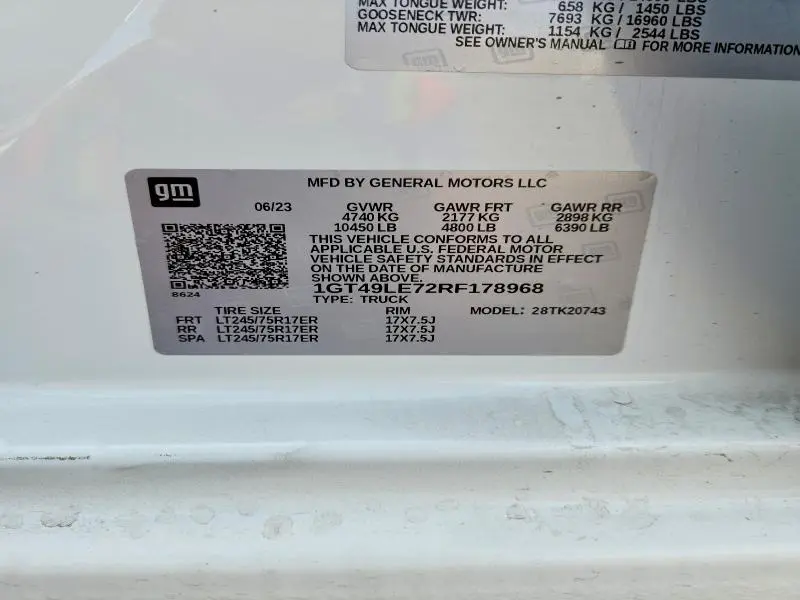 MAX TONGUE WEIGHT: 658 KG/ 1450 LBS
GOOSENECK TWR: 7693 KG/16960 LBS
MAX TONGUE WEIGHT: 1154 KG/ 2544 LBS
SEE OWNER'S MANUAL FOR MORE INFORMATION
gm
MFD BY GENERAL MOTORS LLC
06/23 GVWR GAWR FRT GAWR RR
4740 KG 2177 KG 2898 KG
10450 LB 4800 LB 6390 LB
THIS VEHICLE CONFORMS TO ALL
APPLICABLE U.S. FEDERAL MOTOR
VEHICLE SAFETY STANDARDS IN EFFECT
ON THE DATE OF MANUFACTURE
SHOWN ABOVE.
1GT49LE72RF178968
8624
TYPE: TRUCK
TIRE SIZE RIM MODEL: 28TK20743
FRT LT245/75R17ER 17X7.5J
RR LT245/75R17ER 17X7.5J
SPA LT245/75R17ER 17X7.5J